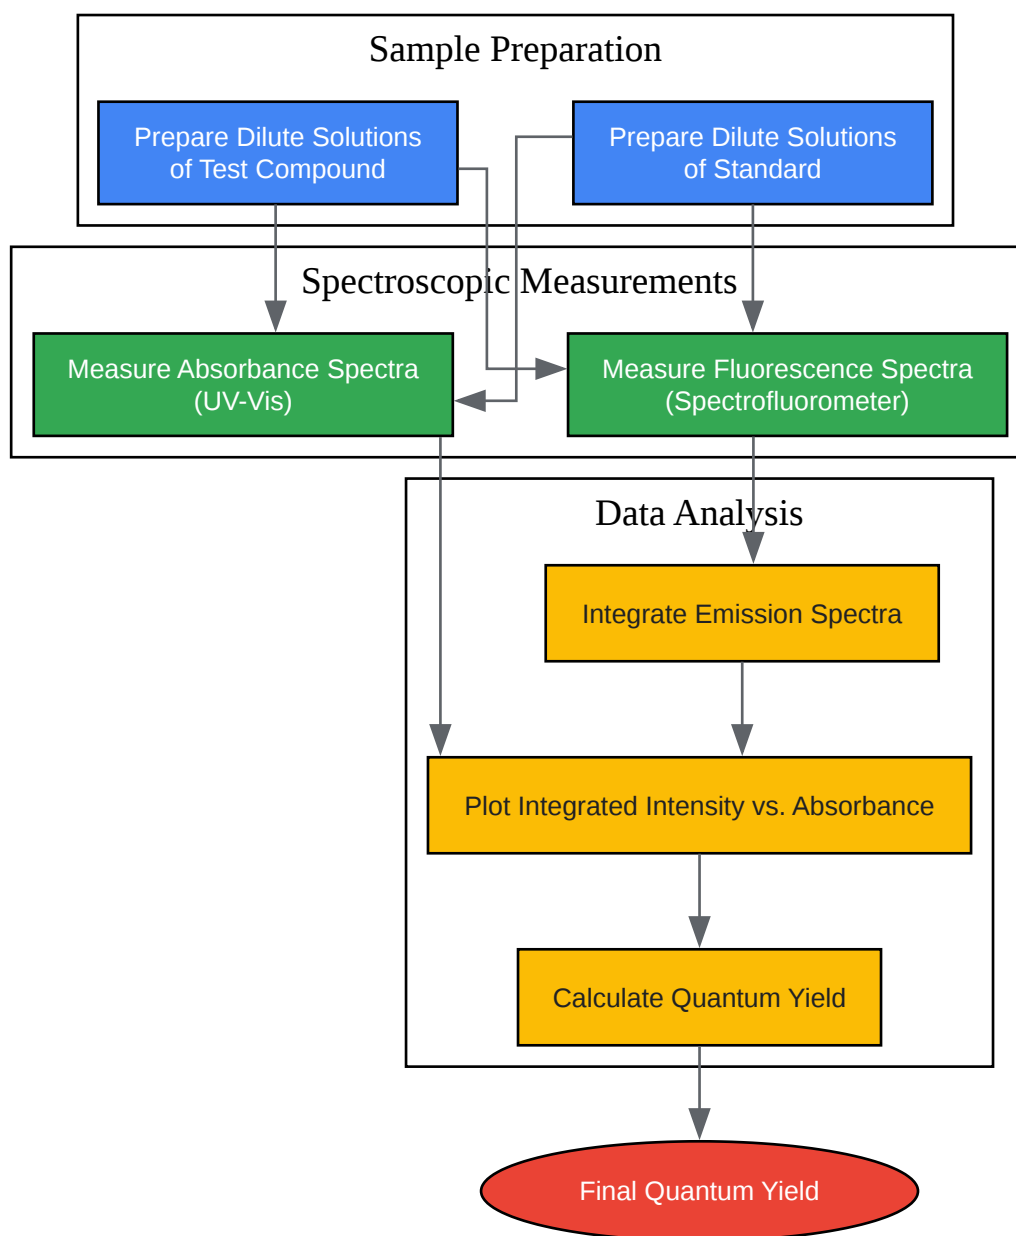 Sample Preparation
Prepare Dilute Solutions
of Test Compound
Prepare Dilute Solutions
of Standard
Spectroscopic Measurements
Measure Absorbance Spectra
(UV-Vis)
Measure Fluorescence Spectra
(Spectrofluorometer)
Data Analysis
Integrate Emission Spectra
Plot Integrated Intensity vs. Absorbance
Calculate Quantum Yield
Final Quantum Yield